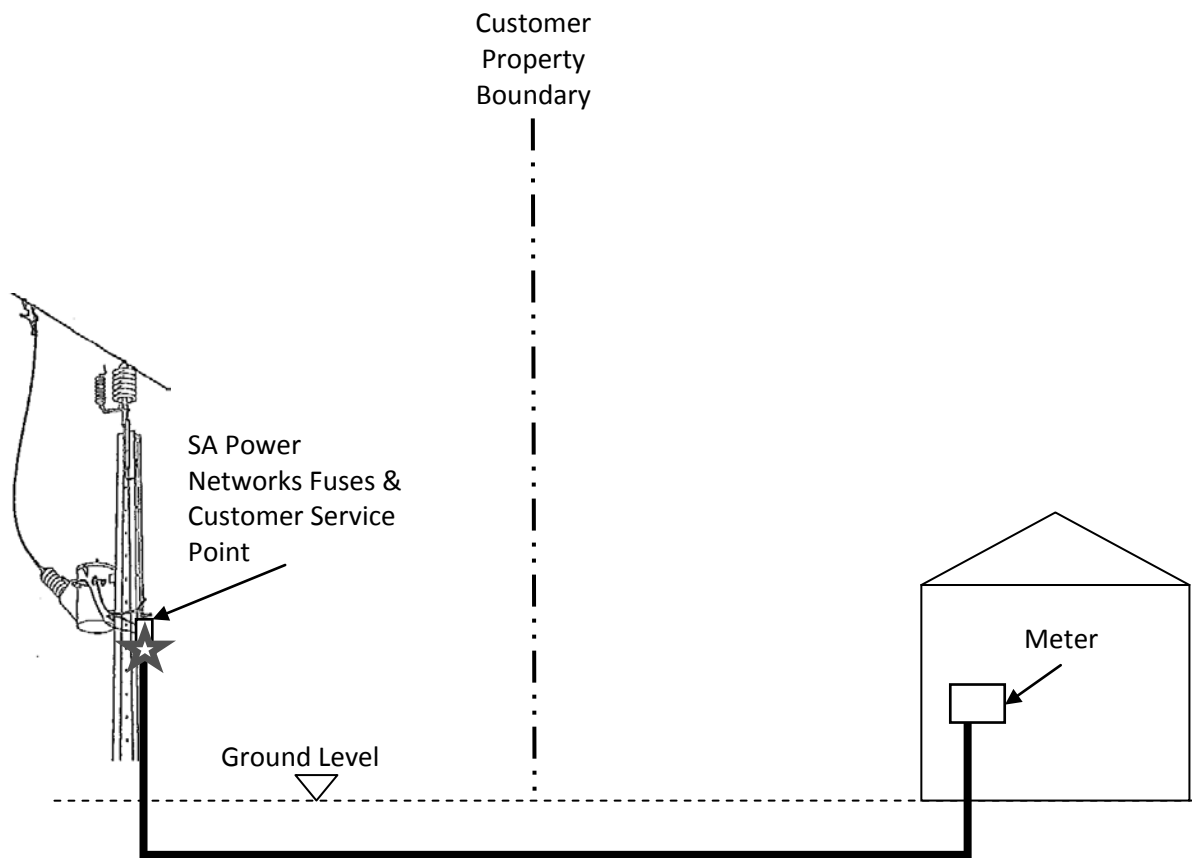 Customer
Property
Boundary
SA Power
Networks Fuses &
Customer Service
Point
Meter
Ground Level